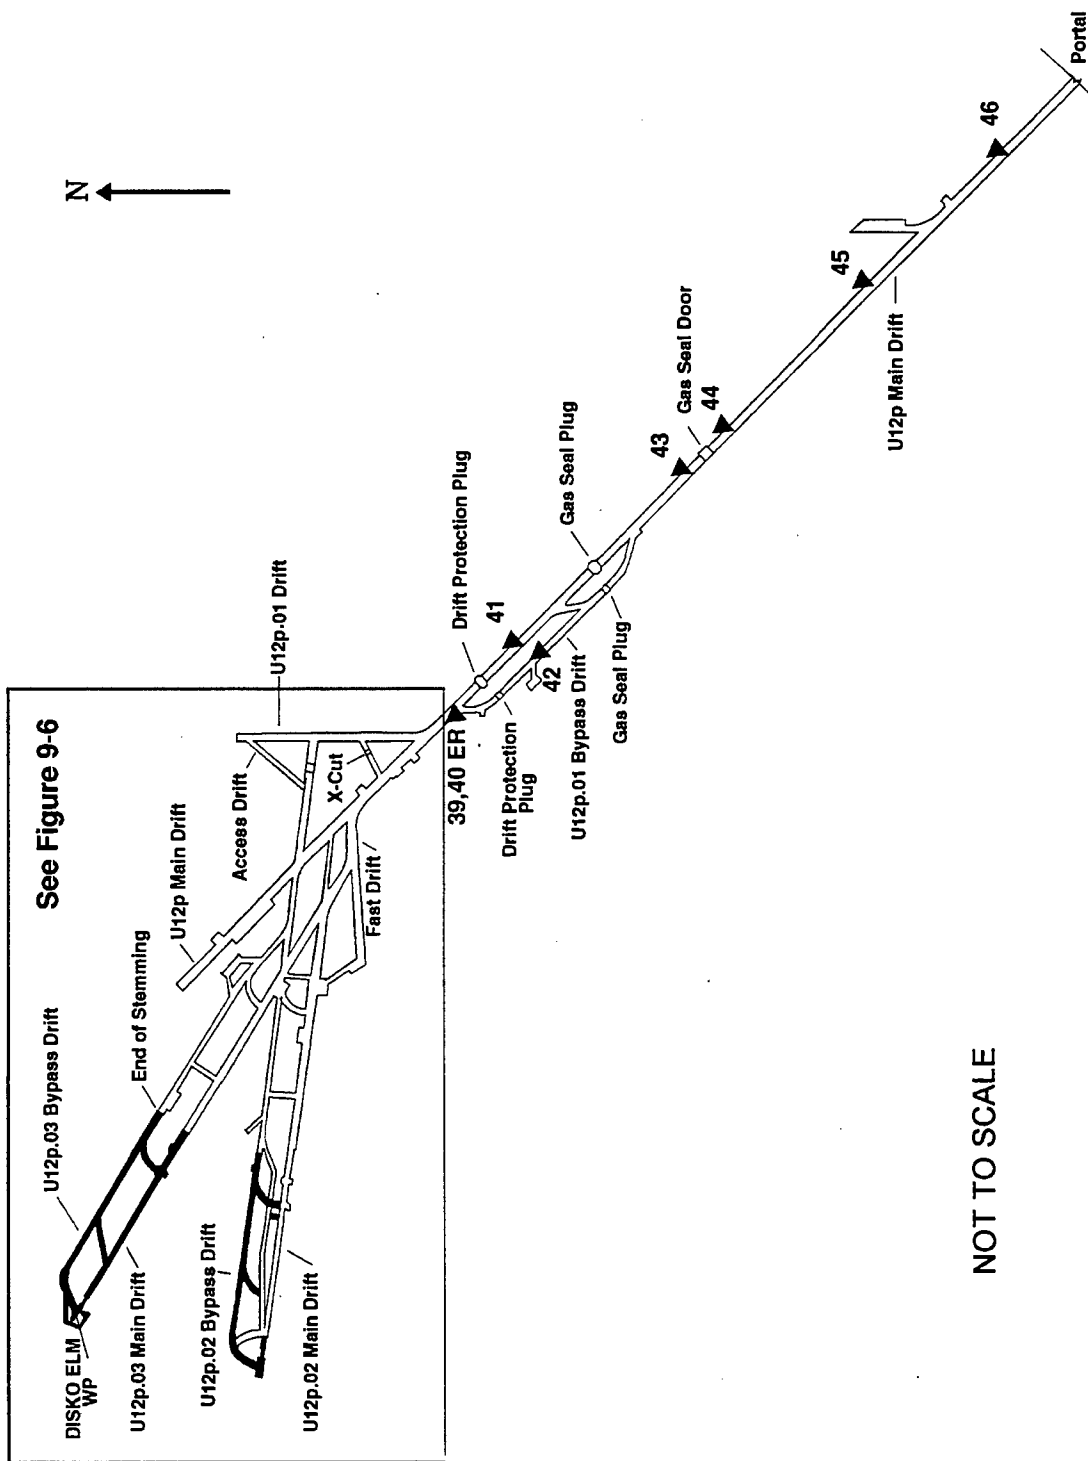 See Figure 9-6
N
DISKO ELM
WP
U12p.03 Bypass Drift
End of Stemming
U12p.03 Main Drift
U12p.02 Bypass Drift
U12p.02 Main Drift
U12p Main Drift
Access Drift
X-Cut
Fast Drift
U12p.01 Drift
39,40 ER
Drift Protection Plug
41
42
Drift Protection
Plug
U12p.01 Bypass Drift
Gas Seal Plug
Gas Seal Plug
43
Gas Seal Door
44
45
U12p Main Drift
46
Portal
NOT TO SCALE